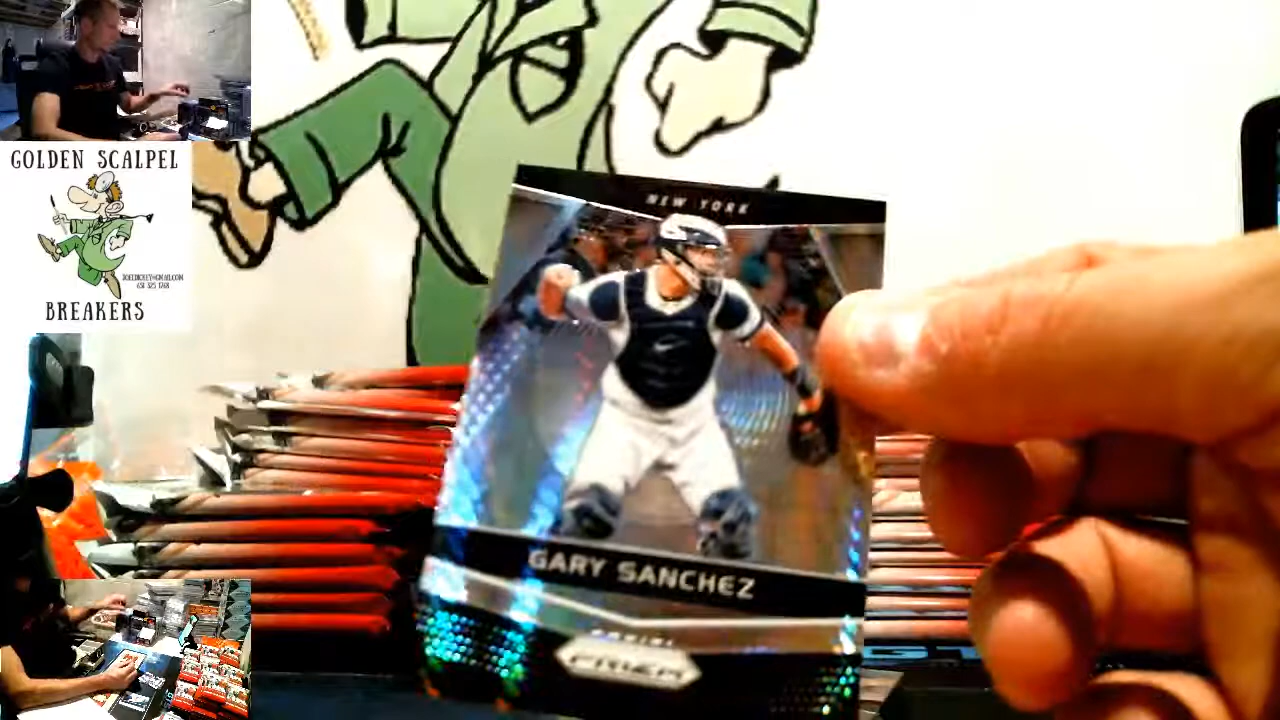 GOLDEN SCALPEL
BREAKERS
NEW YORK
GARY SANCHEZ
PRIZM